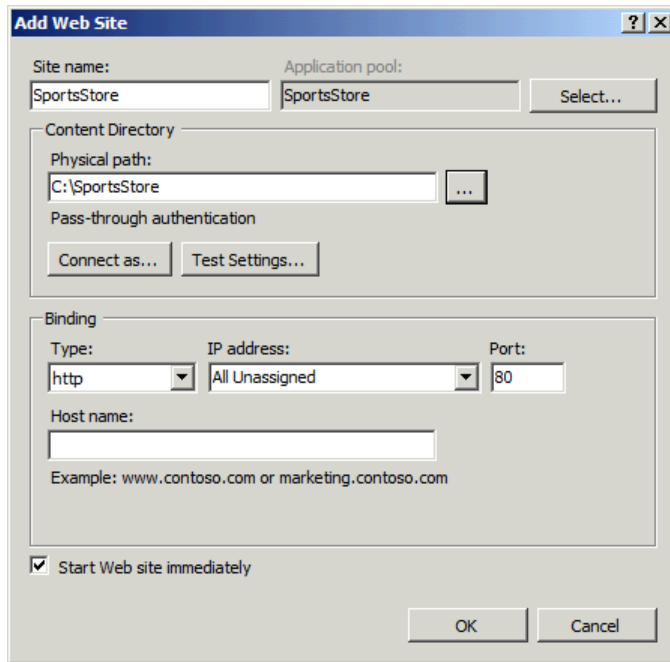 Add Web Site
? X
Site name: Application pool:
SportsStore SportsStore Select...
Content Directory
Physical path:
C:\SportsStore ...
Pass-through authentication
Connect as... Test Settings...
Binding
Type: IP address: Port:
http All Unassigned 80
Host name:
Example: www.contoso.com or marketing.contoso.com
Start Web site immediately
OK Cancel